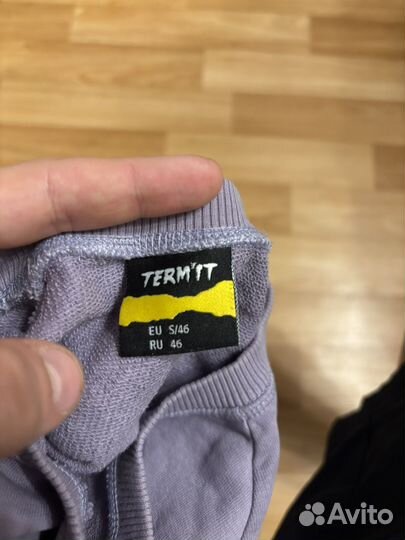 TERM'IT
EU S/46
RU 46
Avito